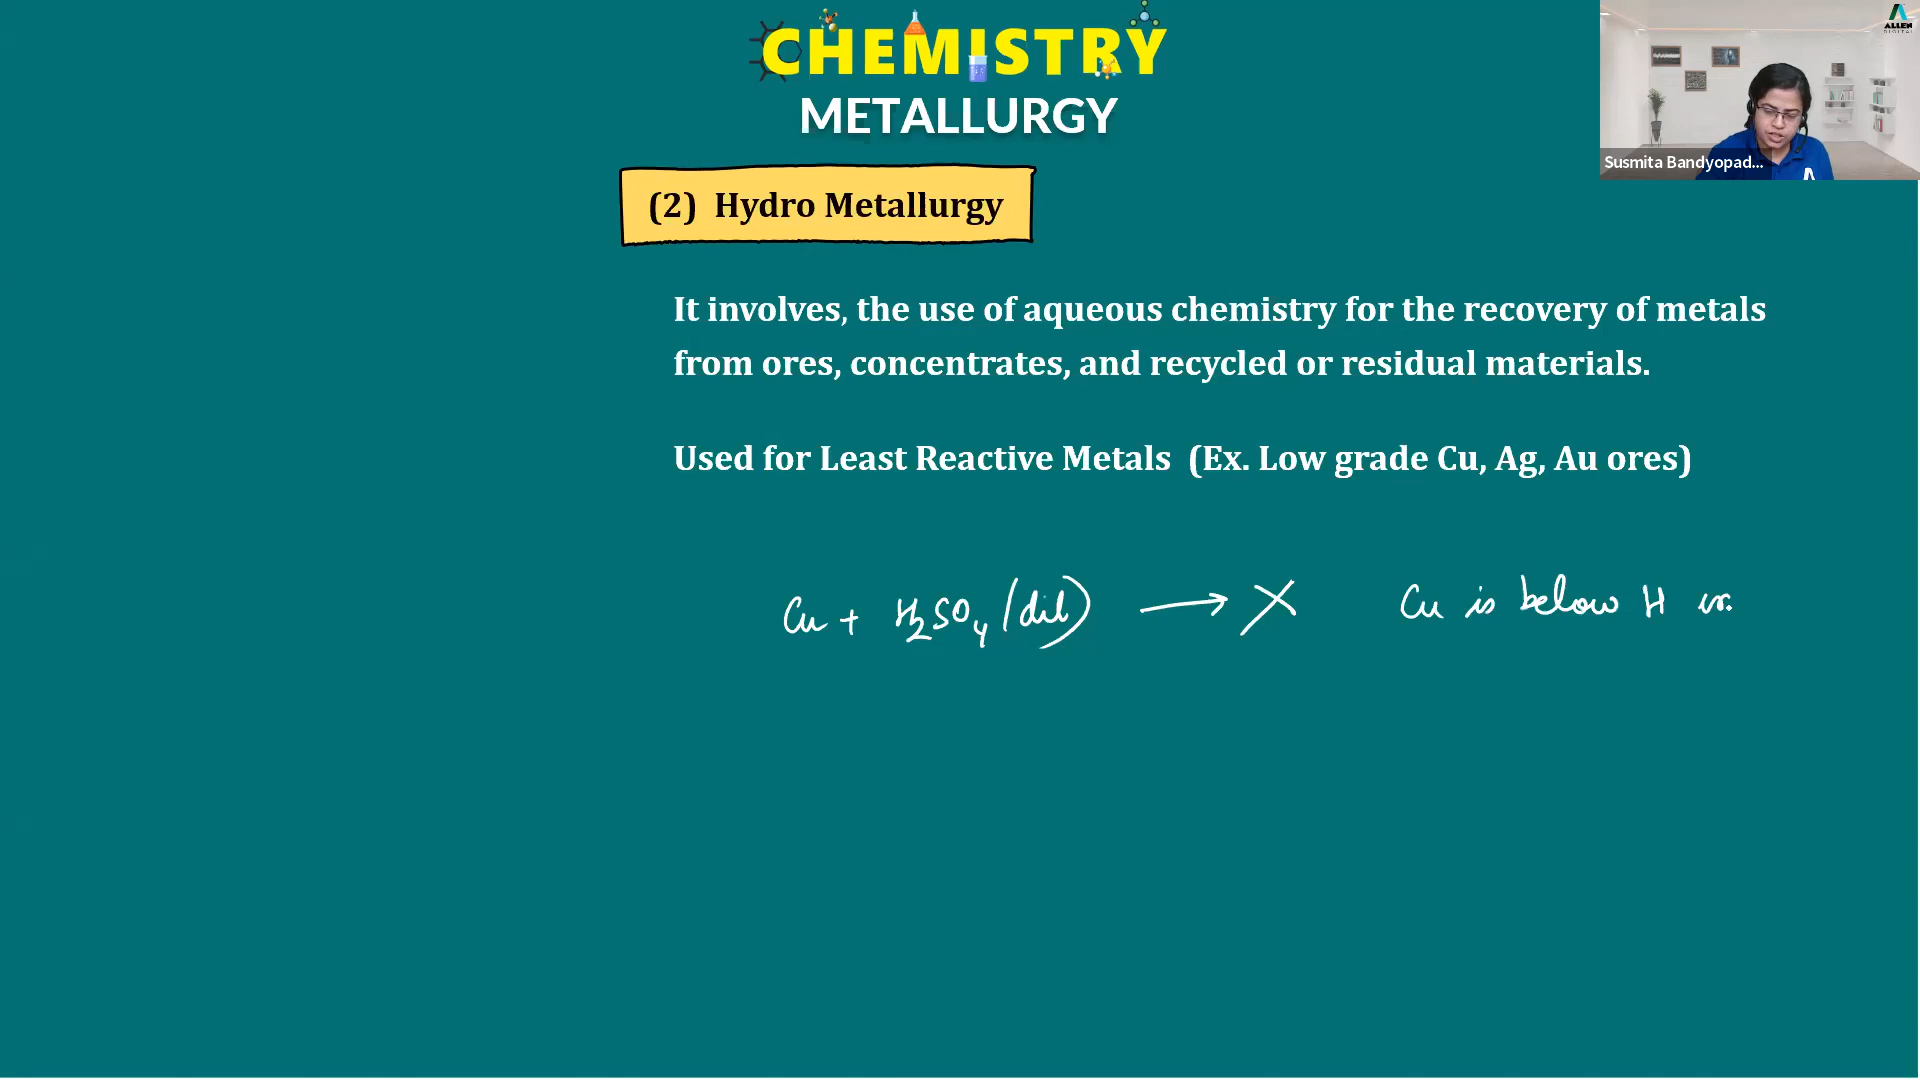 CHEMISTRY
METALLURGY
ALLEN
DIGITAL
Susmita Bandyopad...
(2) Hydro Metallurgy
It involves, the use of aqueous chemistry for the recovery of metals
from ores, concentrates, and recycled or residual materials.
Used for Least Reactive Metals (Ex. Low grade Cu, Ag, Au ores)
Cu + H₂SO₄ (dil) → X Cu is below H in